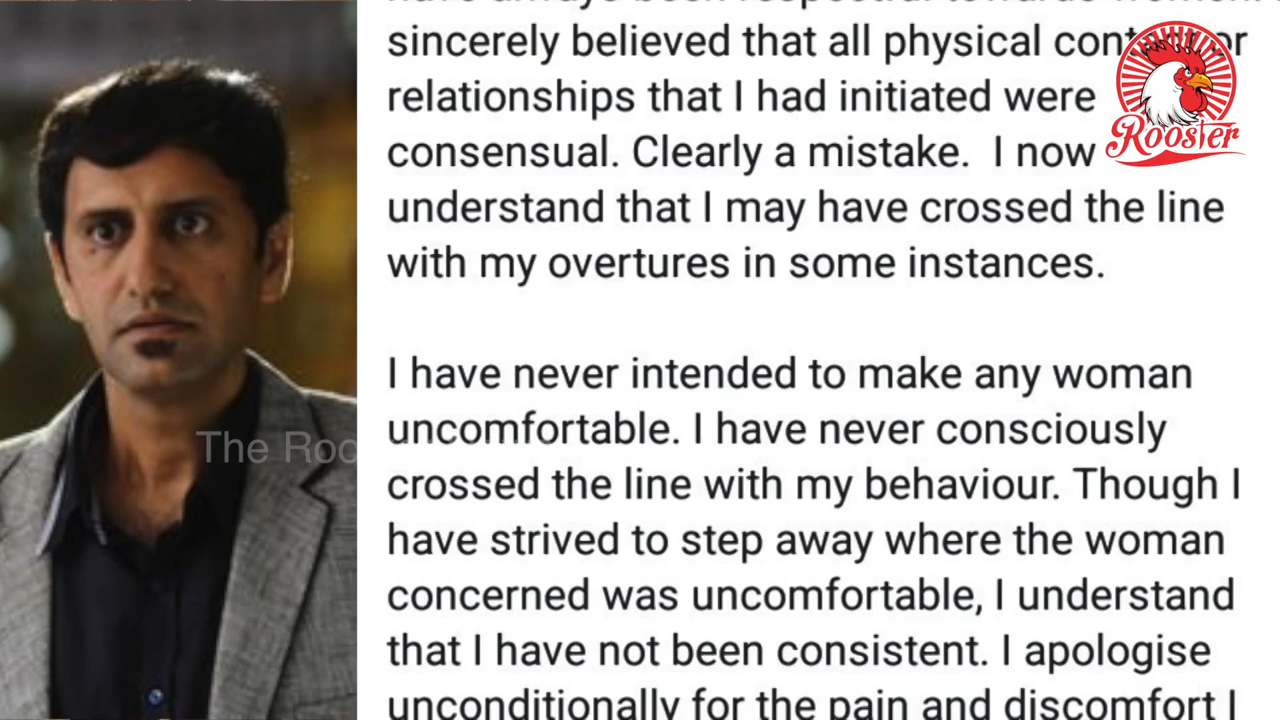 sincerely believed that all physical or
relationships that I had initiated were
consensual. Clearly a mistake. I now
understand that I may have crossed the line
with my overtures in some instances.
I have never intended to make any woman
uncomfortable. I have never consciously
crossed the line with my behaviour. Though I
have strived to step away where the woman
concerned was uncomfortable, I understand
that I have not been consistent. I apologise
unconditionally for the pain and discomfort I
Rooster
The Roo